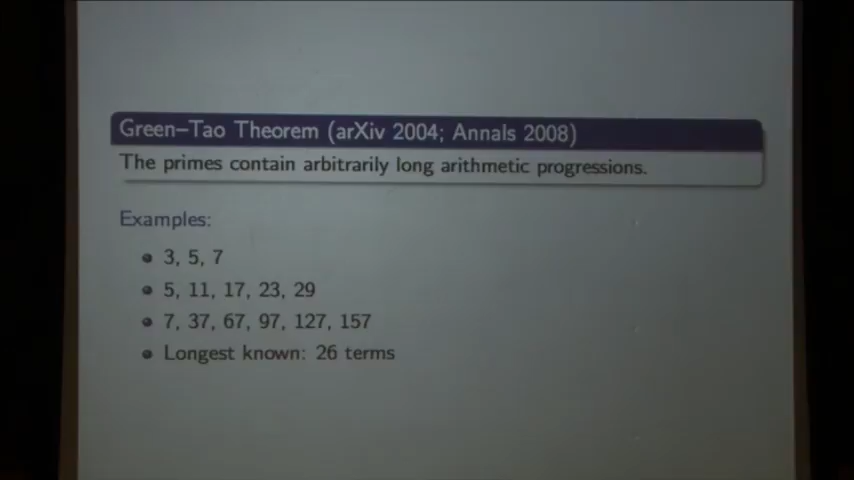 Green–Tao Theorem (arXiv 2004; Annals 2008)
The primes contain arbitrarily long arithmetic progressions.
Examples:
3, 5, 7
5, 11, 17, 23, 29
7, 37, 67, 97, 127, 157
Longest known: 26 terms